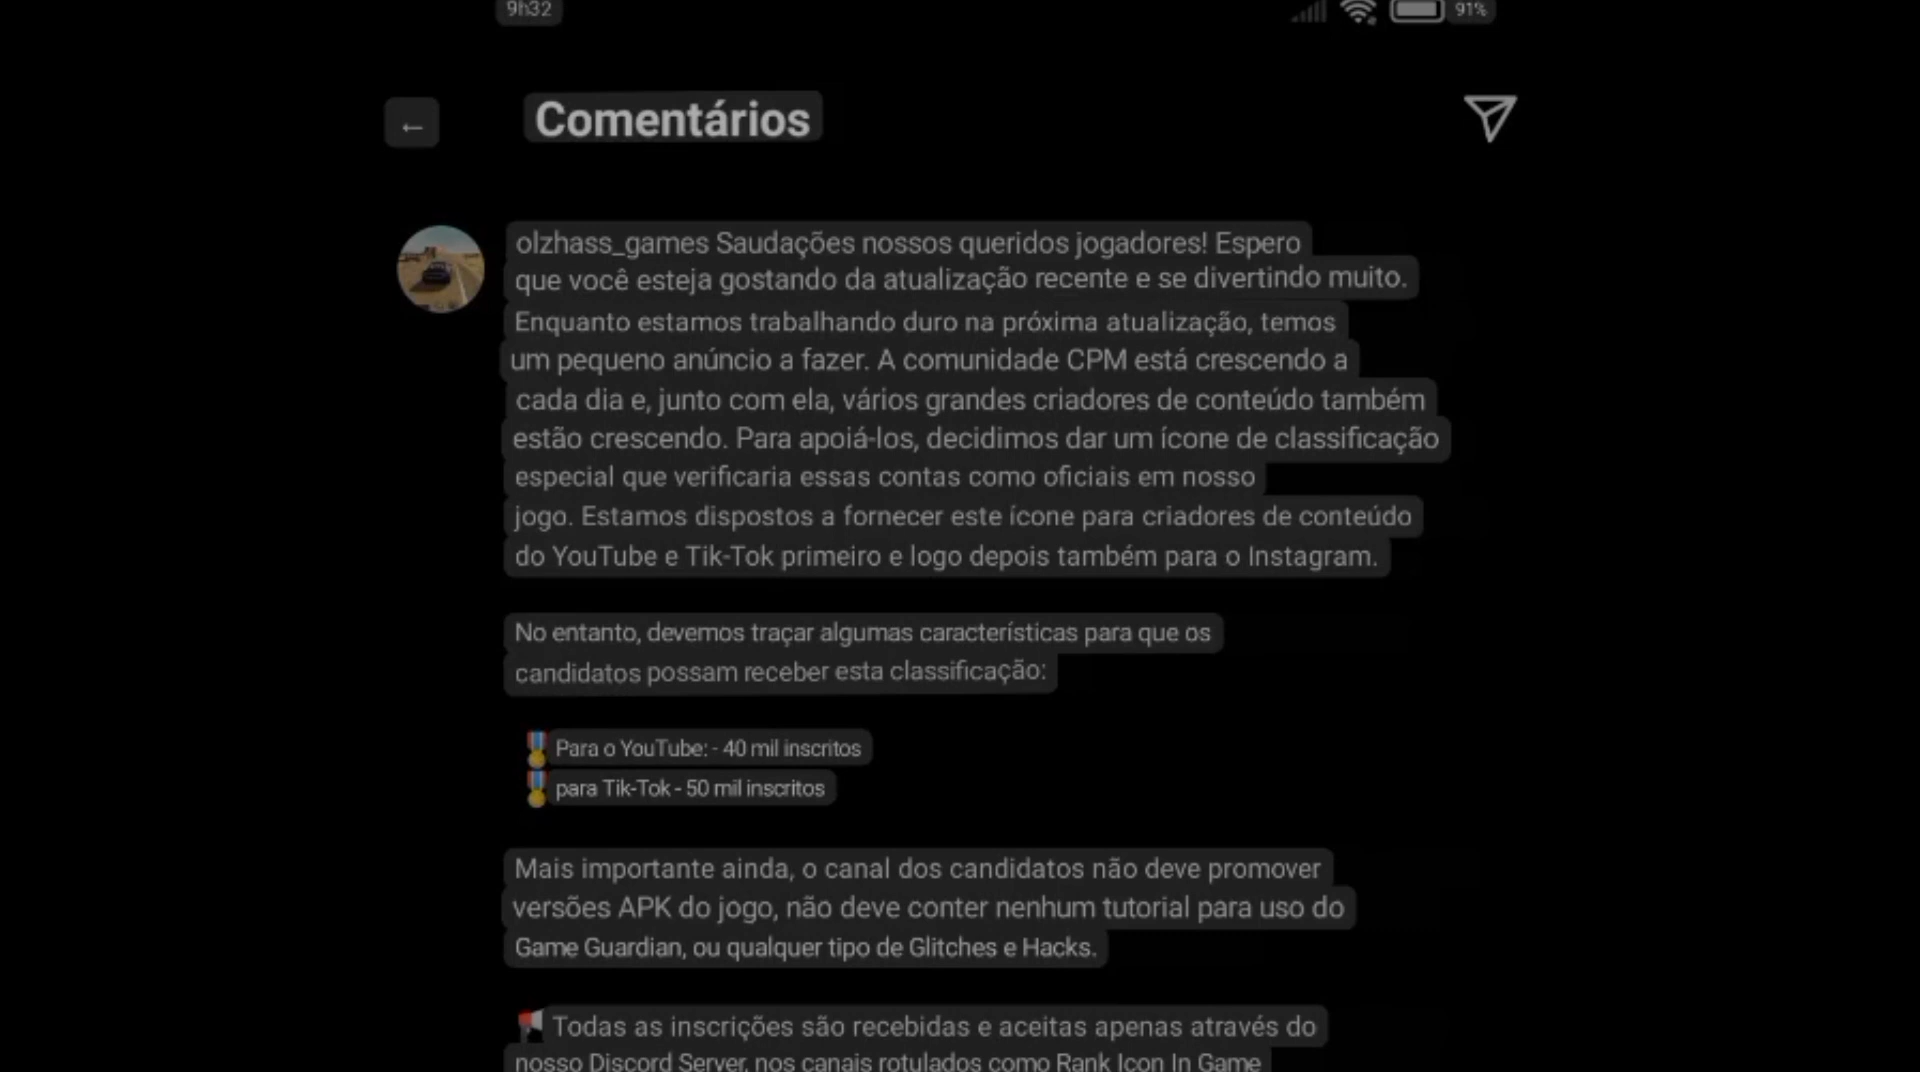 9h32
91%
←
Comentários
olzhass_games Saudações nossos queridos jogadores! Espero
que você esteja gostando da atualização recente e se divertindo muito.
Enquanto estamos trabalhando duro na próxima atualização, temos
um pequeno anúncio a fazer. A comunidade CPM está crescendo a
cada dia e, junto com ela, vários grandes criadores de conteúdo também
estão crescendo. Para apoiá-los, decidimos dar um ícone de classificação
especial que verificaria essas contas como oficiais em nosso
jogo. Estamos dispostos a fornecer este ícone para criadores de conteúdo
do YouTube e Tik-Tok primeiro e logo depois também para o Instagram.
No entanto, devemos traçar algumas características para que os
candidatos possam receber esta classificação:
Para o YouTube: - 40 mil inscritos
para Tik-Tok - 50 mil inscritos
Mais importante ainda, o canal dos candidatos não deve promover
versões APK do jogo, não deve conter nenhum tutorial para uso do
Game Guardian, ou qualquer tipo de Glitches e Hacks.
Todas as inscrições são recebidas e aceitas apenas através do
nosso Discord Server, nos canais rotulados como Rank Icon In Game